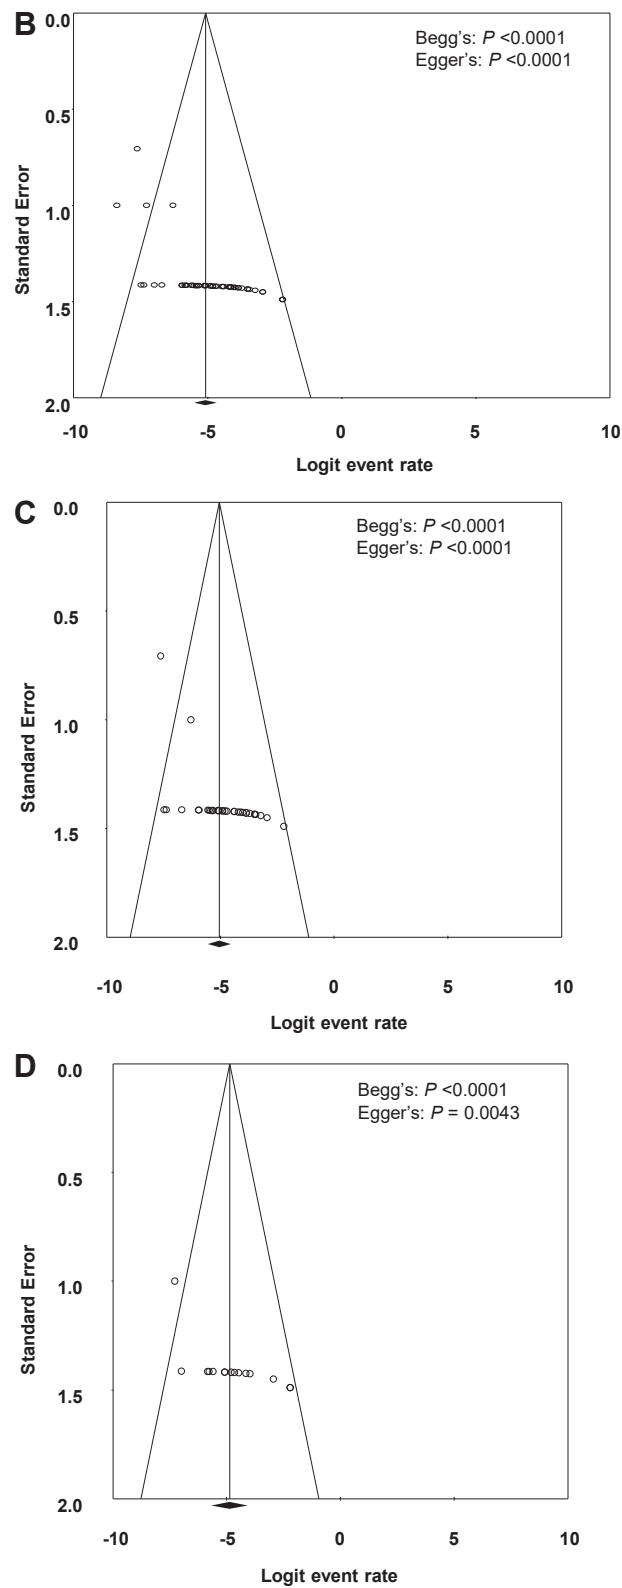 B
0.0
Begg's: P <0.0001
Egger's: P <0.0001
0.5
Standard Error
1.0
1.5
2.0
-10 -5 0 5 10
Logit event rate
C
0.0
Begg's: P <0.0001
Egger's: P <0.0001
0.5
Standard Error
1.0
1.5
2.0
-10 -5 0 5 10
Logit event rate
D
0.0
Begg's: P <0.0001
Egger's: P = 0.0043
0.5
Standard Error
1.0
1.5
2.0
-10 -5 0 5 10
Logit event rate